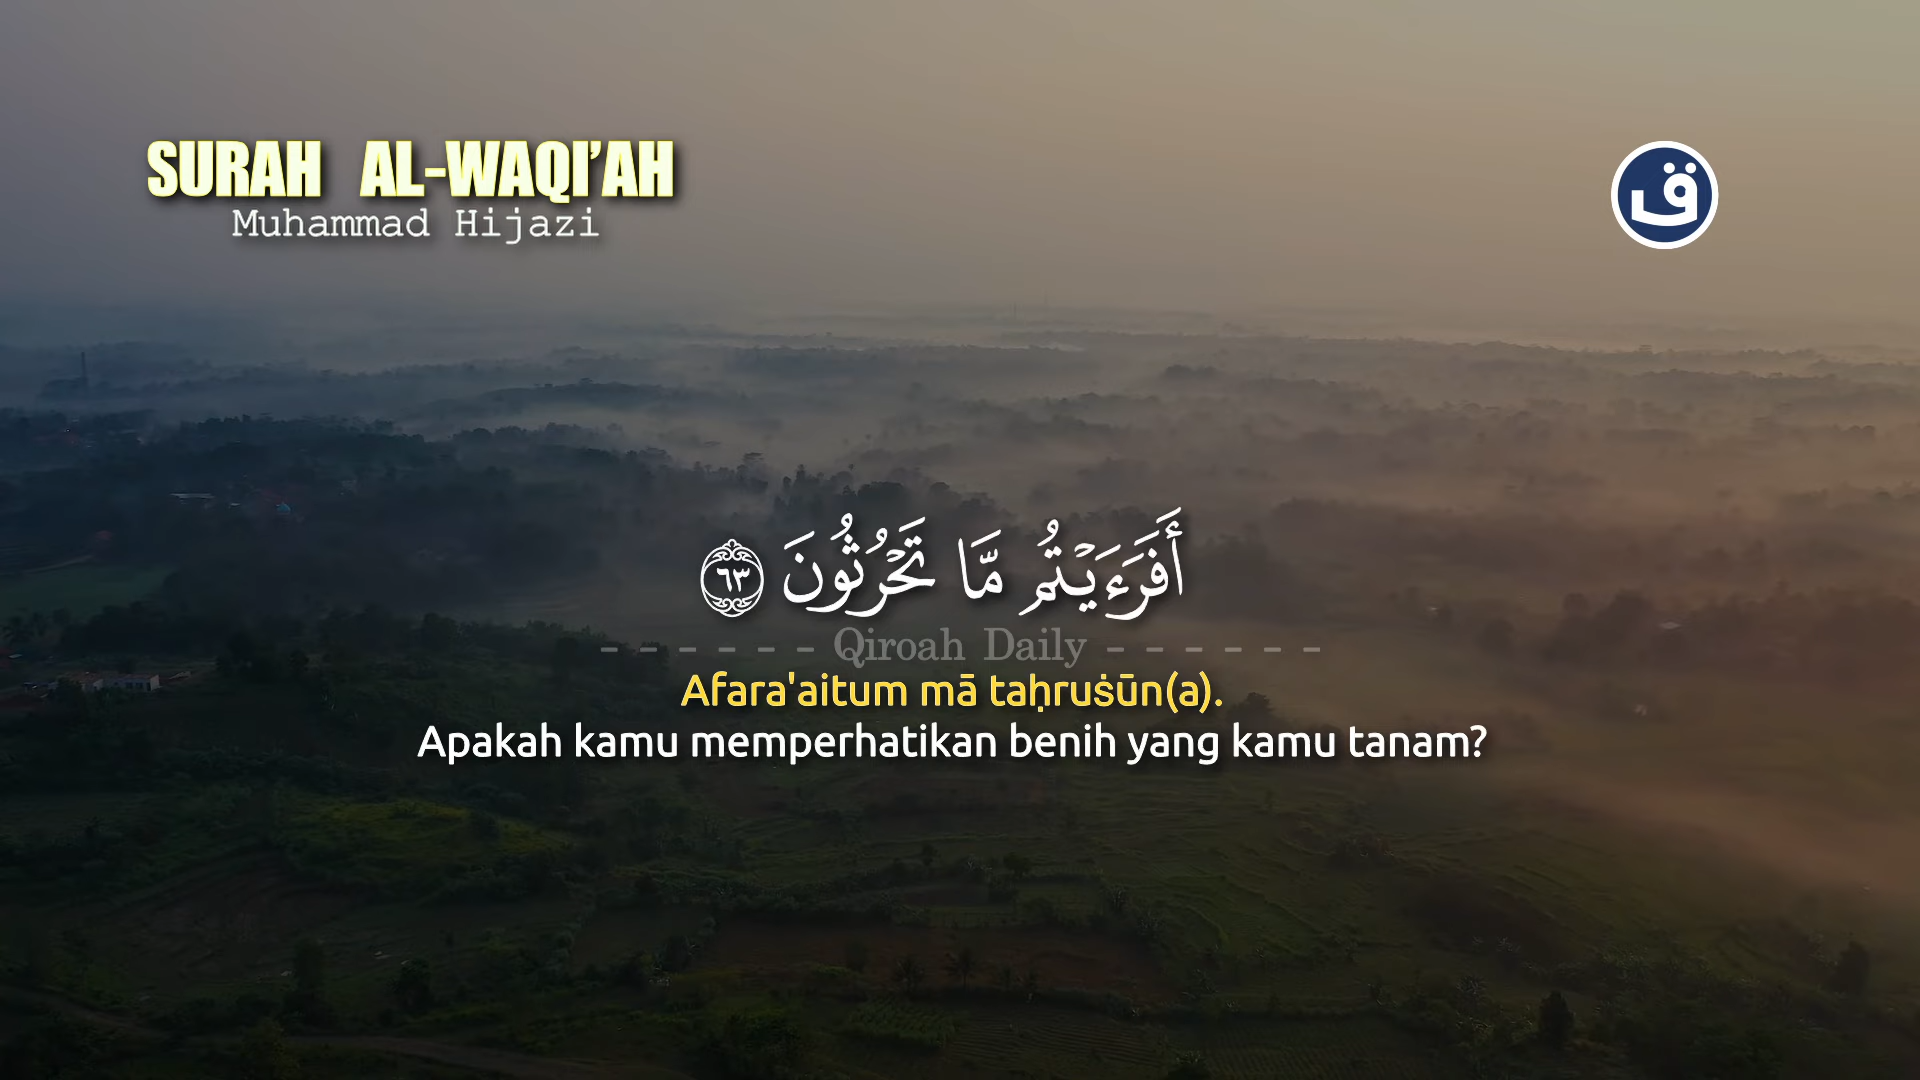 SURAH AL-WAQI’AH
Muhammad Hijazi
ق
أَفَرَءَيْتُم مَّا تَحْرُثُونَ ٦٣
- - - - - - Qiroah Daily - - - - - -
Afara'aitum mā taḥruṡūn(a).
Apakah kamu memperhatikan benih yang kamu tanam?